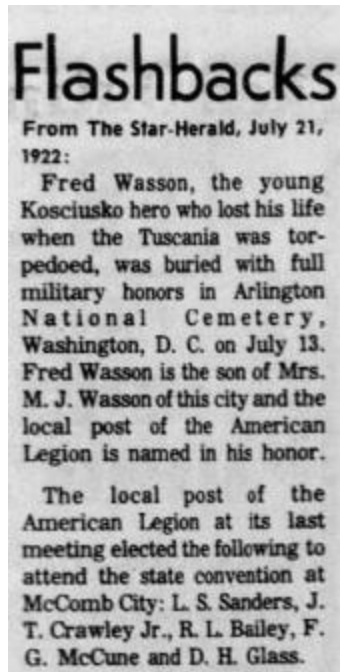 Flashbacks
From The Star-Herald, July 21,
1922:
Fred Wasson, the young
Kosciusko hero who lost his life
when the Tuscania was tor-
pedoed, was buried with full
military honors in Arlington
National Cemetery,
Washington, D. C. on July 13.
Fred Wasson is the son of Mrs.
M. J. Wasson of this city and the
local post of the American
Legion is named in his honor.
The local post of the
American Legion at its last
meeting elected the following to
attend the state convention at
McComb City: L. S. Sanders, J.
T. Crawley Jr., R. L. Bailey, F.
G. McCune and D. H. Glass.